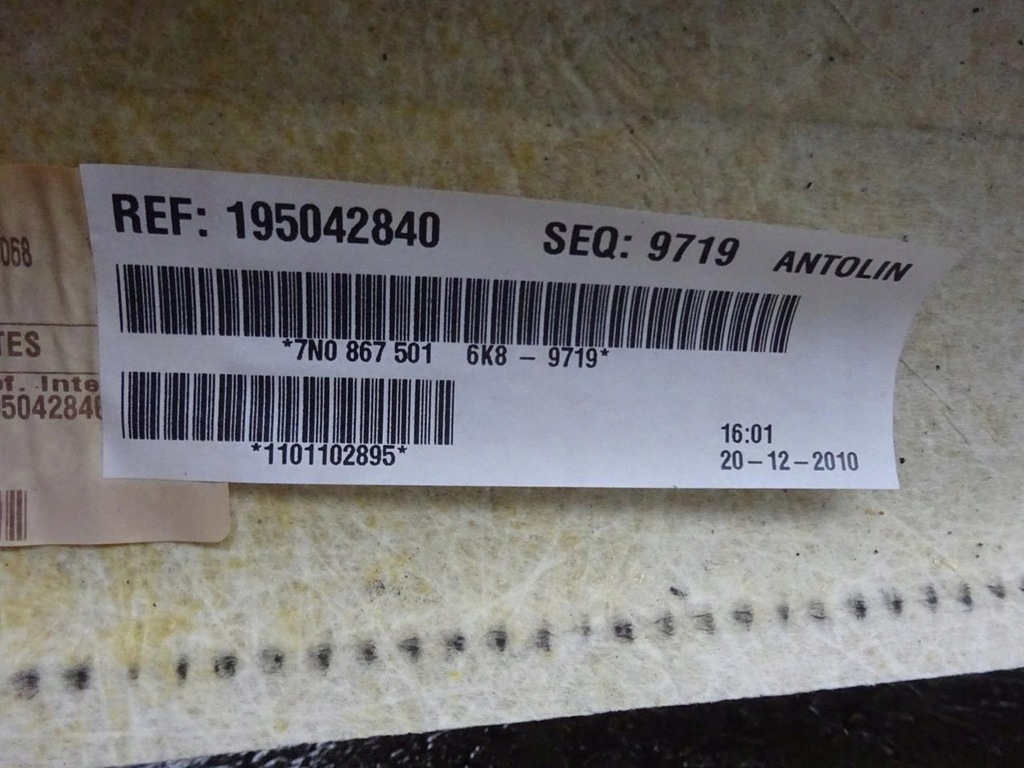 REF: 195042840 SEQ: 9719 ANTOLIN
*7N0 867 501 6K8 - 9719*
*1101102895*
16:01
20-12-2010
068
TES
of. Inte